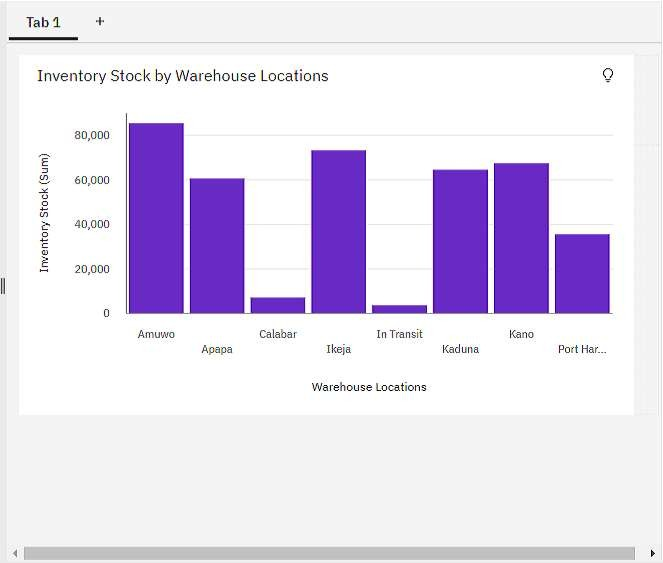 Tab 1 +
Inventory Stock by Warehouse Locations
Inventory Stock (Sum)
80,000
60,000
40,000
20,000
0
Amuwo Calabar In Transit Kano
Apapa Ikeja Kaduna Port Har...
Warehouse Locations